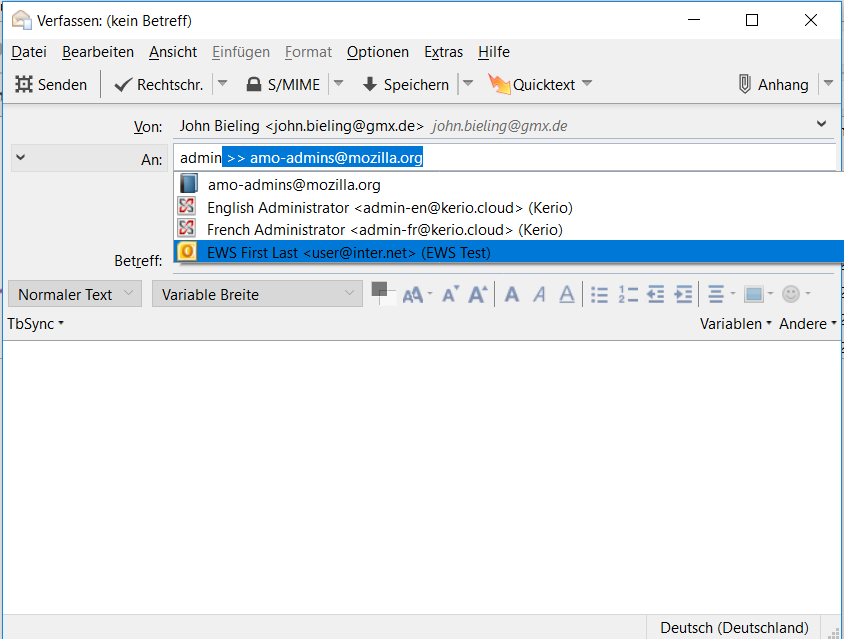 Verfassen: (kein Betreff)
Datei Bearbeiten Ansicht Einfügen Format Optionen Extras Hilfe
Senden Rechtschr. S/MIME Speichern Quicktext Anhang
Von: John Bieling <john.bieling@gmx.de> john.bieling@gmx.de
An: admin >> amo-admins@mozilla.org
amo-admins@mozilla.org
English Administrator <admin-en@kerio.cloud> (Kerio)
French Administrator <admin-fr@kerio.cloud> (Kerio)
EWS First Last <user@inter.net> (EWS Test)
Betreff:
Normaler Text Variable Breite
TbSync Variablen Andere
Deutsch (Deutschland)